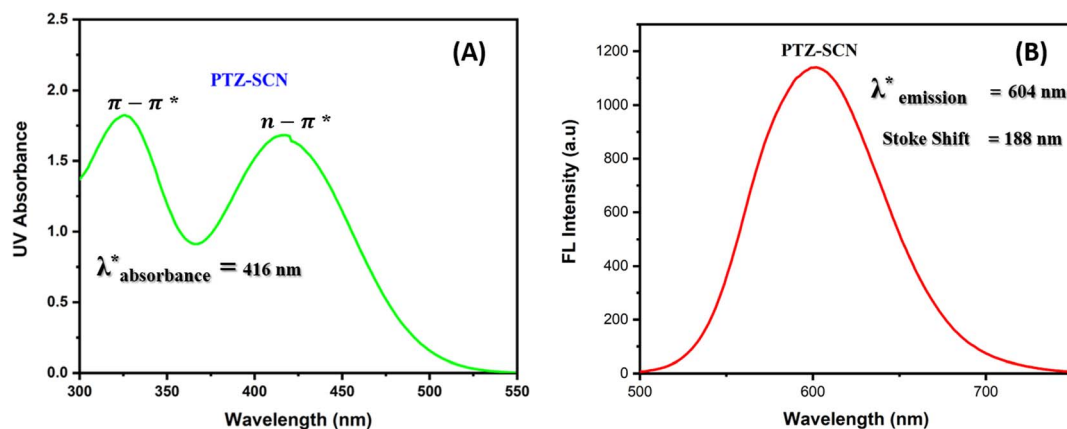 (A)
PTZ-SCN
π − π *
n − π *
λ*absorbance = 416 nm
UV Absorbance
2.5
2.0
1.5
1.0
0.5
0.0
300 350 400 450 500 550
Wavelength (nm)
(B)
PTZ-SCN
λ*emission = 604 nm
Stoke Shift = 188 nm
FL Intensity (a.u)
1200
1000
800
600
400
200
0
500 600 700
Wavelength (nm)